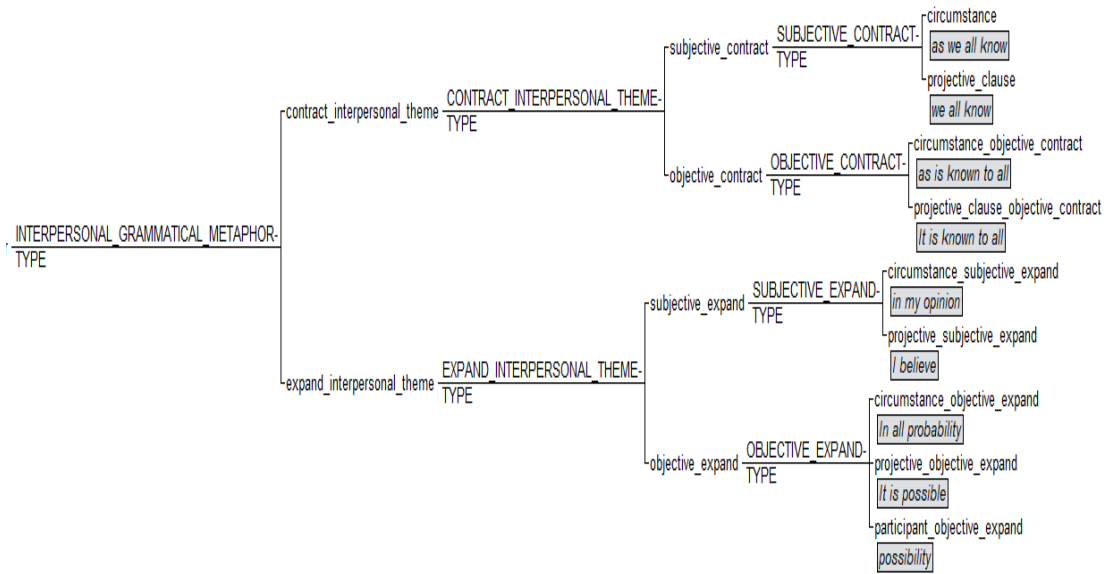 circumstance
SUBJECTIVE_CONTRACT-
subjective_contract
TYPE
as we all know
projective_clause
we all know
CONTRACT_INTERPERSONAL_THEME-
contract_interpersonal_theme
TYPE
circumstance_objective_contract
OBJECTIVE_CONTRACT-
objective_contract
TYPE
as is known to all
projective_clause_objective_contract
It is known to all
INTERPERSONAL_GRAMMATICAL_METAPHOR-
TYPE
circumstance_subjective_expand
SUBJECTIVE_EXPAND-
subjective_expand
TYPE
in my opinion
projective_subjective_expand
I believe
EXPAND_INTERPERSONAL_THEME-
expand_interpersonal_theme
TYPE
circumstance_objective_expand
In all probability
OBJECTIVE_EXPAND-
objective_expand
TYPE
projective_objective_expand
It is possible
participant_objective_expand
possibility